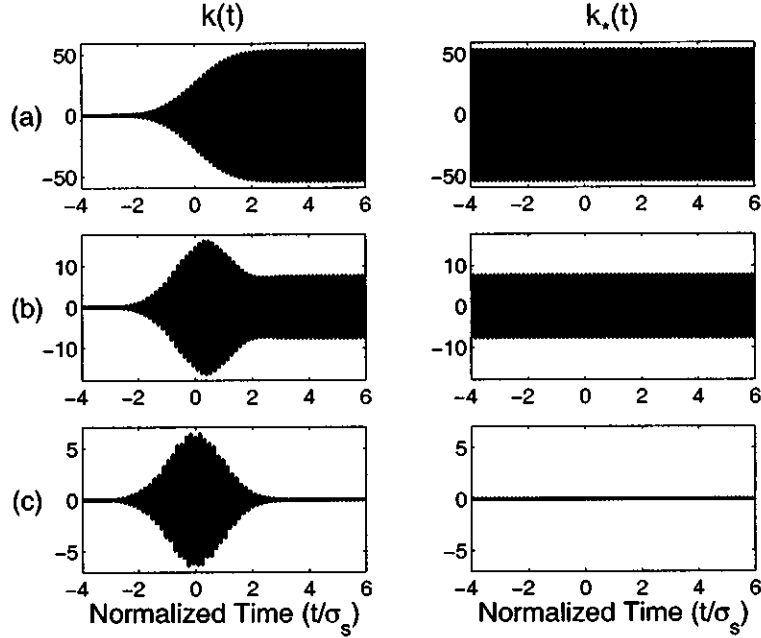 k(t) k⋆(t)
50 50
(a) 0 0
−50 −50
−4 −2 0 2 4 6 −4 −2 0 2 4 6
10 10
(b) 0 0
−10 −10
−4 −2 0 2 4 6 −4 −2 0 2 4 6
5 5
(c) 0 0
−5 −5
−4 −2 0 2 4 6 −4 −2 0 2 4 6
Normalized Time (t/σs) Normalized Time (t/σs)